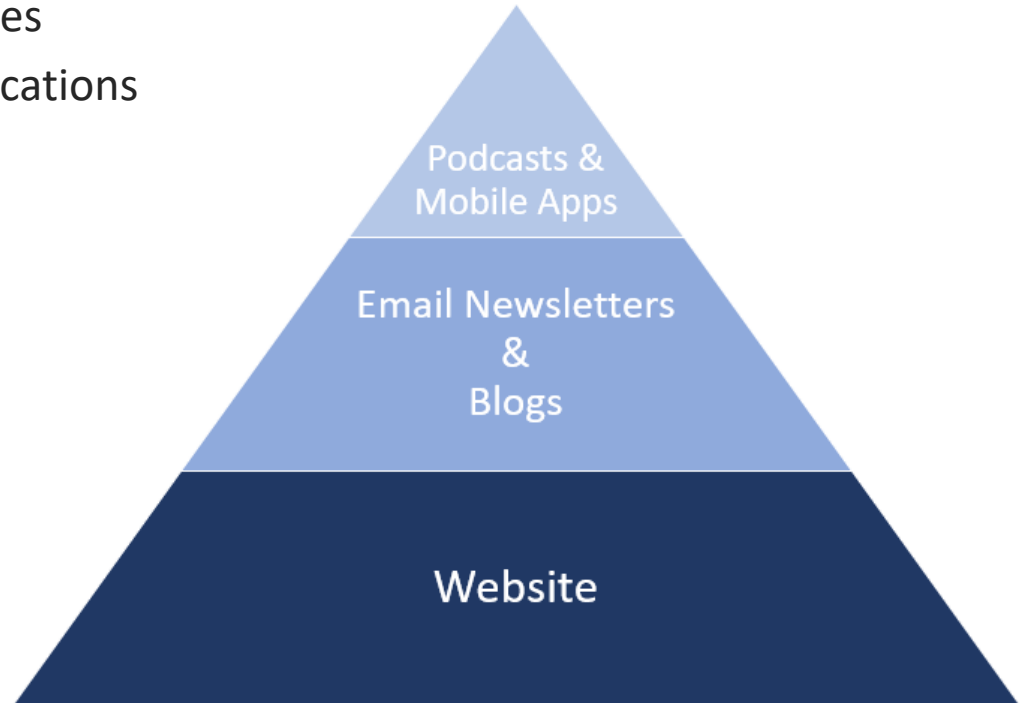 es
cations
Podcasts &
Mobile Apps
Email Newsletters
&
Blogs
Website